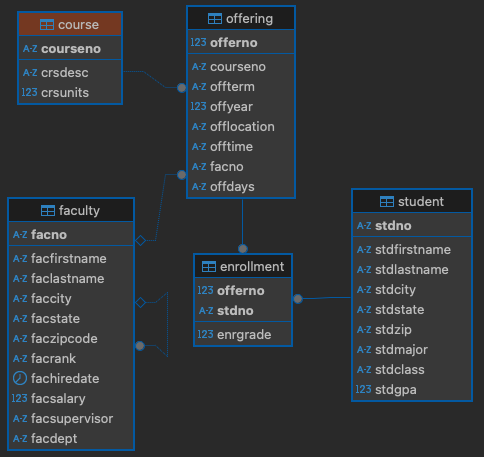 course
A-Z courseno
A-Z crsdesc
123 crsunits
offering
123 offerno
A-Z courseno
A-Z offterm
123 offyear
A-Z offlocation
A-Z offtime
A-Z facno
A-Z offdays
faculty
A-Z facno
A-Z facfirstname
A-Z faclastname
A-Z faccity
A-Z facstate
A-Z faczipcode
A-Z facrank
fachiredate
123 facsalary
A-Z facsupervisor
A-Z facdept
enrollment
123 offerno
A-Z stdno
123 enrgrade
student
A-Z stdno
A-Z stdfirstname
A-Z stdlastname
A-Z stdcity
A-Z stdstate
A-Z stdzip
A-Z stdmajor
A-Z stdclass
123 stdgpa